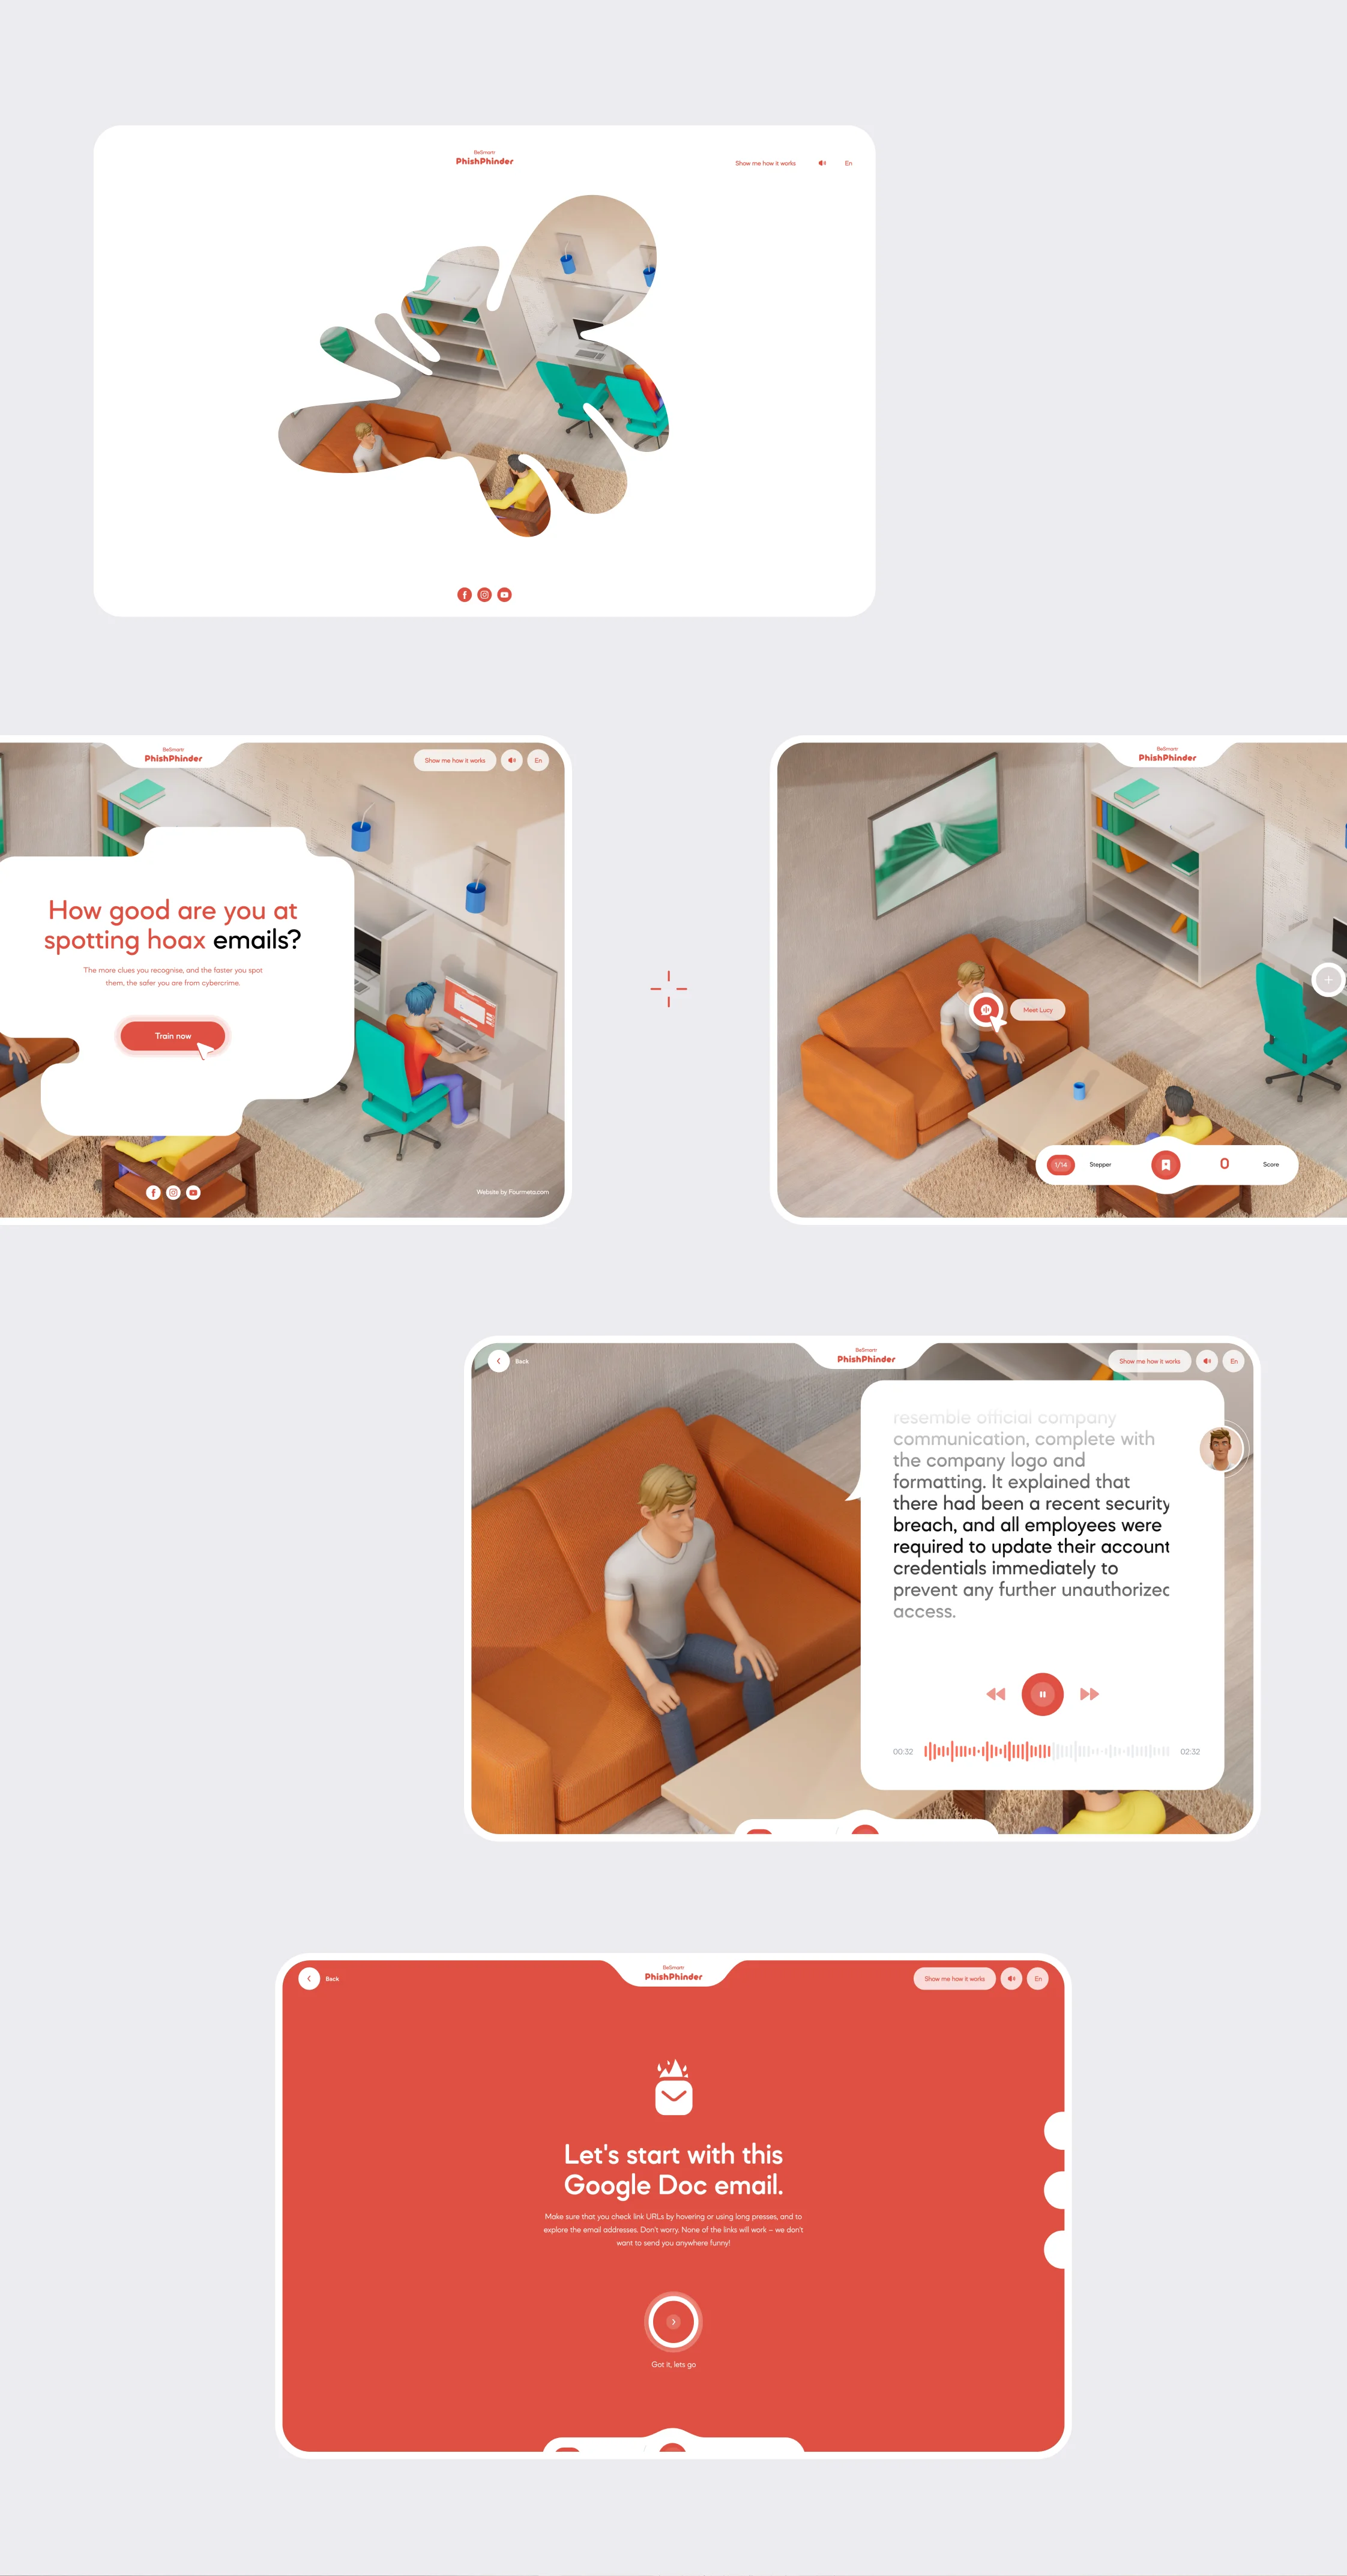 BeSmartr
PhishPhinder
Show me how it works
En
BeSmartr
PhishPhinder
Show me how it works
En
How good are you at
spotting hoax emails?
The more clues you recognise, and the faster you spot
them, the safer you are from cybercrime.
Train now
Website by Fourmeta.com
BeSmartr
PhishPhinder
Meet Lucy
1/14
Stepper
0
Score
Back
BeSmartr
PhishPhinder
Show me how it works
En
resemble official company
communication, complete with
the company logo and
formatting. It explained that
there had been a recent security
breach, and all employees were
required to update their account
credentials immediately to
prevent any further unauthorized
access.
00:32
02:32
Back
BeSmartr
PhishPhinder
Show me how it works
En
Let's start with this
Google Doc email.
Make sure that you check link URLs by hovering or using long presses, and to
explore the email addresses. Don't worry. None of the links will work – we don't
want to send you anywhere funny!
Got it, lets go